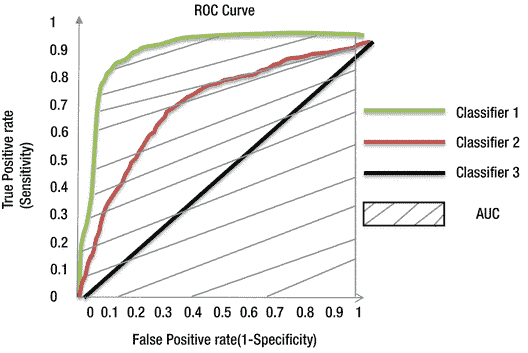 ROC Curve
True Positive rate
(Sensitivity)
1
0.9
0.8
0.7
0.6
0.5
0.4
0.3
0.2
0.1
0
0 0.1 0.2 0.3 0.4 0.5 0.6 0.7 0.8 0.9 1
False Positive rate(1-Specificity)
Classifier 1
Classifier 2
Classifier 3
AUC